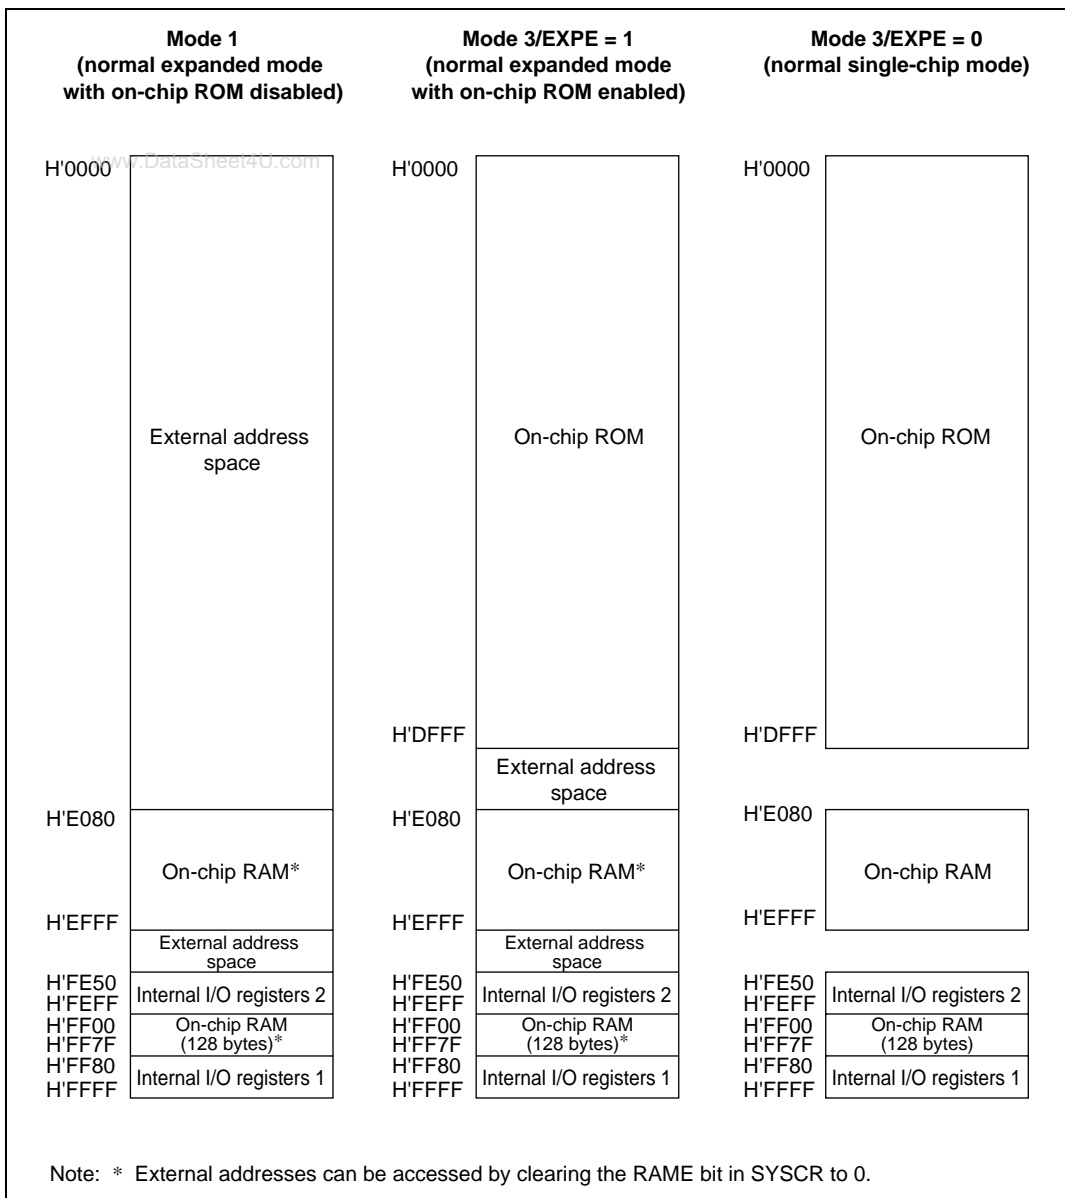 Mode 1
(normal expanded mode
with on-chip ROM disabled)
www.DataSheet4U.com
H'0000
External address
space
H'E080
On-chip RAM*
H'EFFF
External address
space
H'FE50
Internal I/O registers 2
H'FEFF
H'FF00
On-chip RAM
(128 bytes)*
H'FF7F
H'FF80
Internal I/O registers 1
H'FFFF
Mode 3/EXPE = 1
(normal expanded mode
with on-chip ROM enabled)
H'0000
On-chip ROM
H'DFFF
External address
space
H'E080
On-chip RAM*
H'EFFF
External address
space
H'FE50
Internal I/O registers 2
H'FEFF
H'FF00
On-chip RAM
(128 bytes)*
H'FF7F
H'FF80
Internal I/O registers 1
H'FFFF
Mode 3/EXPE = 0
(normal single-chip mode)
H'0000
On-chip ROM
H'DFFF
H'E080
On-chip RAM
H'EFFF
H'FE50
Internal I/O registers 2
H'FEFF
H'FF00
On-chip RAM
(128 bytes)
H'FF7F
H'FF80
Internal I/O registers 1
H'FFFF
Note: * External addresses can be accessed by clearing the RAME bit in SYSCR to 0.